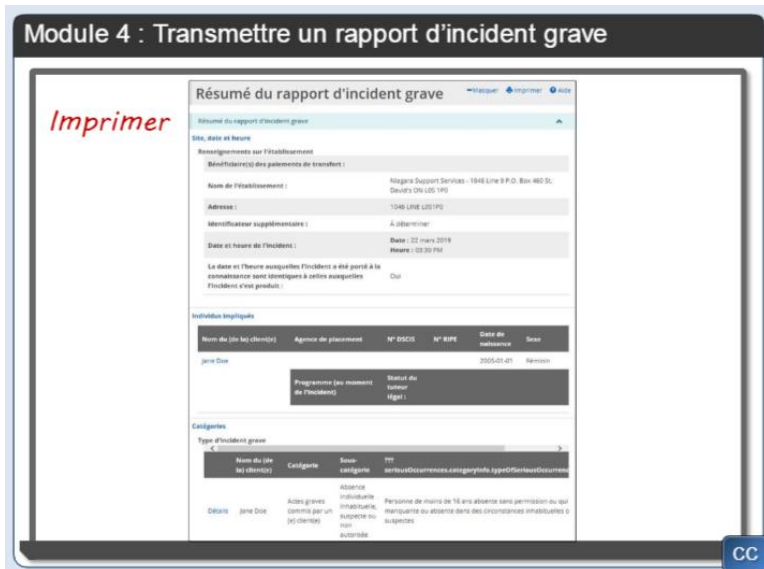 Module 4 : Transmettre un rapport d'incident grave
Imprimer
Résumé du rapport d'incident grave
Masquer Imprimer Aide
Résumé du rapport d'incident grave
Site, date et heure
Renseignements sur l'établissement
Bénéficiaire(s) des paiements de transfert :
Nom de l'établissement :
Niagara Support Services - 1046 Line 9 P.O. Box 460 St.
David's ON L0S 1P0
Adresse :
1046 LINE L0S1P0
Identificateur supplémentaire :
À déterminer
Date et heure de l'incident :
Date : 22 mars 2019
Heure : 03:30 PM
La date et l'heure auxquelles l'incident a été porté à la
connaissance sont identiques à celles auxquelles
l'incident s'est produit :
Oui
Individus impliqués
Nom du (de la) client(e) Agence de placement N° DSCIS N° RIPE Date de naissance Sexe
Jane Doe 2005-01-01 Féminin
Programme (au moment
de l'incident)
Statut du
tuteur
légal :
Catégories
Type d'incident grave
Nom du (de
la) client(e)
Catégorie
Sous-
catégorie
???
seriousOccurrences.categoryInfo.typeOfSeriousOccurrenc
Détails
Jane Doe
Actes graves
commis par un
(e) client(e)
Absence
individuelle
inhabituelle,
suspecte ou
non
autorisée
Personne de moins de 16 ans absente sans permission ou qui
manquante ou absente dans des circonstances inhabituelles o
suspectes
CC